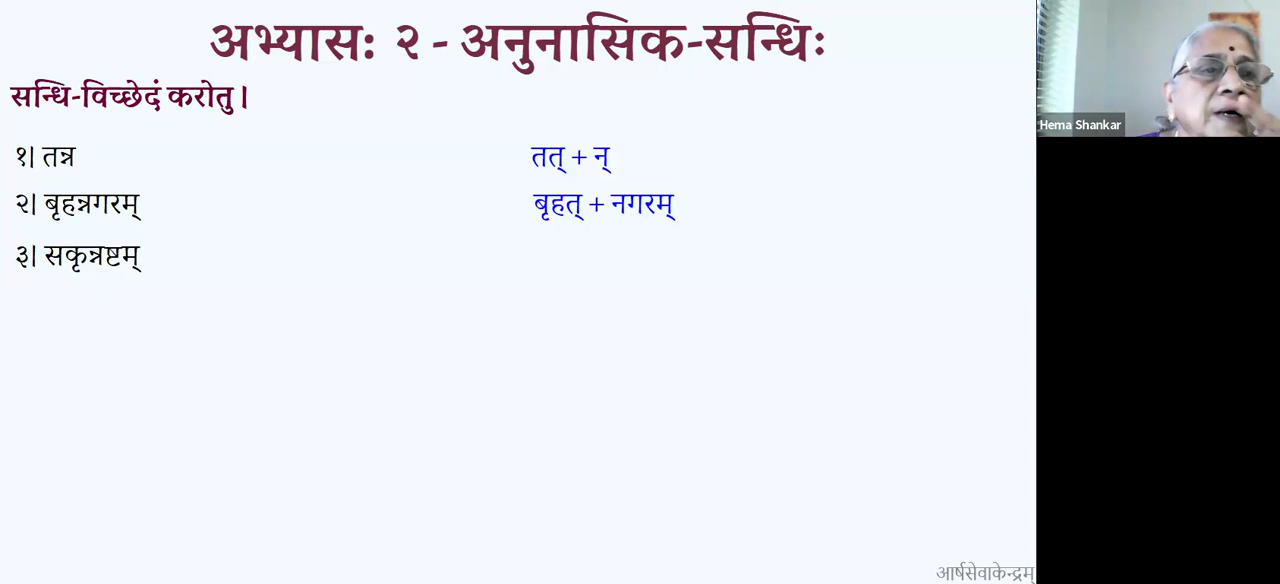 अभ्यासः २ - अनुनासिक-सन्धिः
सन्धि-विच्छेदं करोतु।
१। तन्न तत् + न्
२। बृहन्नगरम् बृहत् + नगरम्
३। सकृन्नष्टम्
Hema Shankar
आर्षसेवाकेन्द्रम्